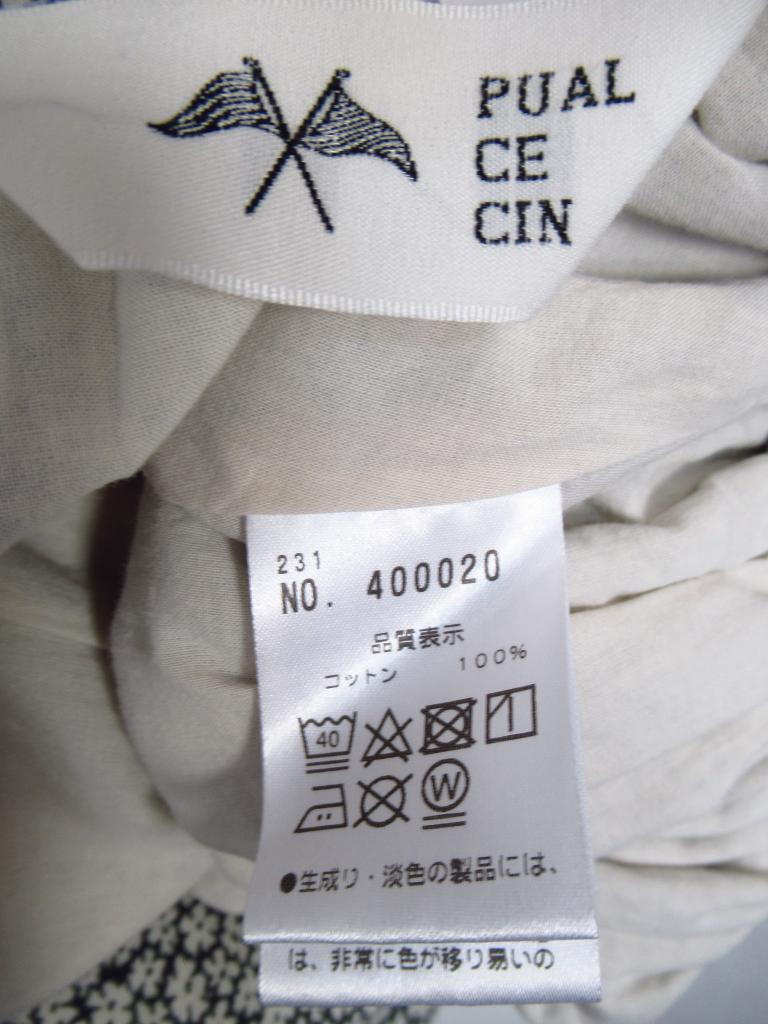 PUAL
CE
CIN
231
NO. 400020
品質表示
コットン 100%
40
W
●生成り・淡色の製品には、
は、非常に色が移り易いの